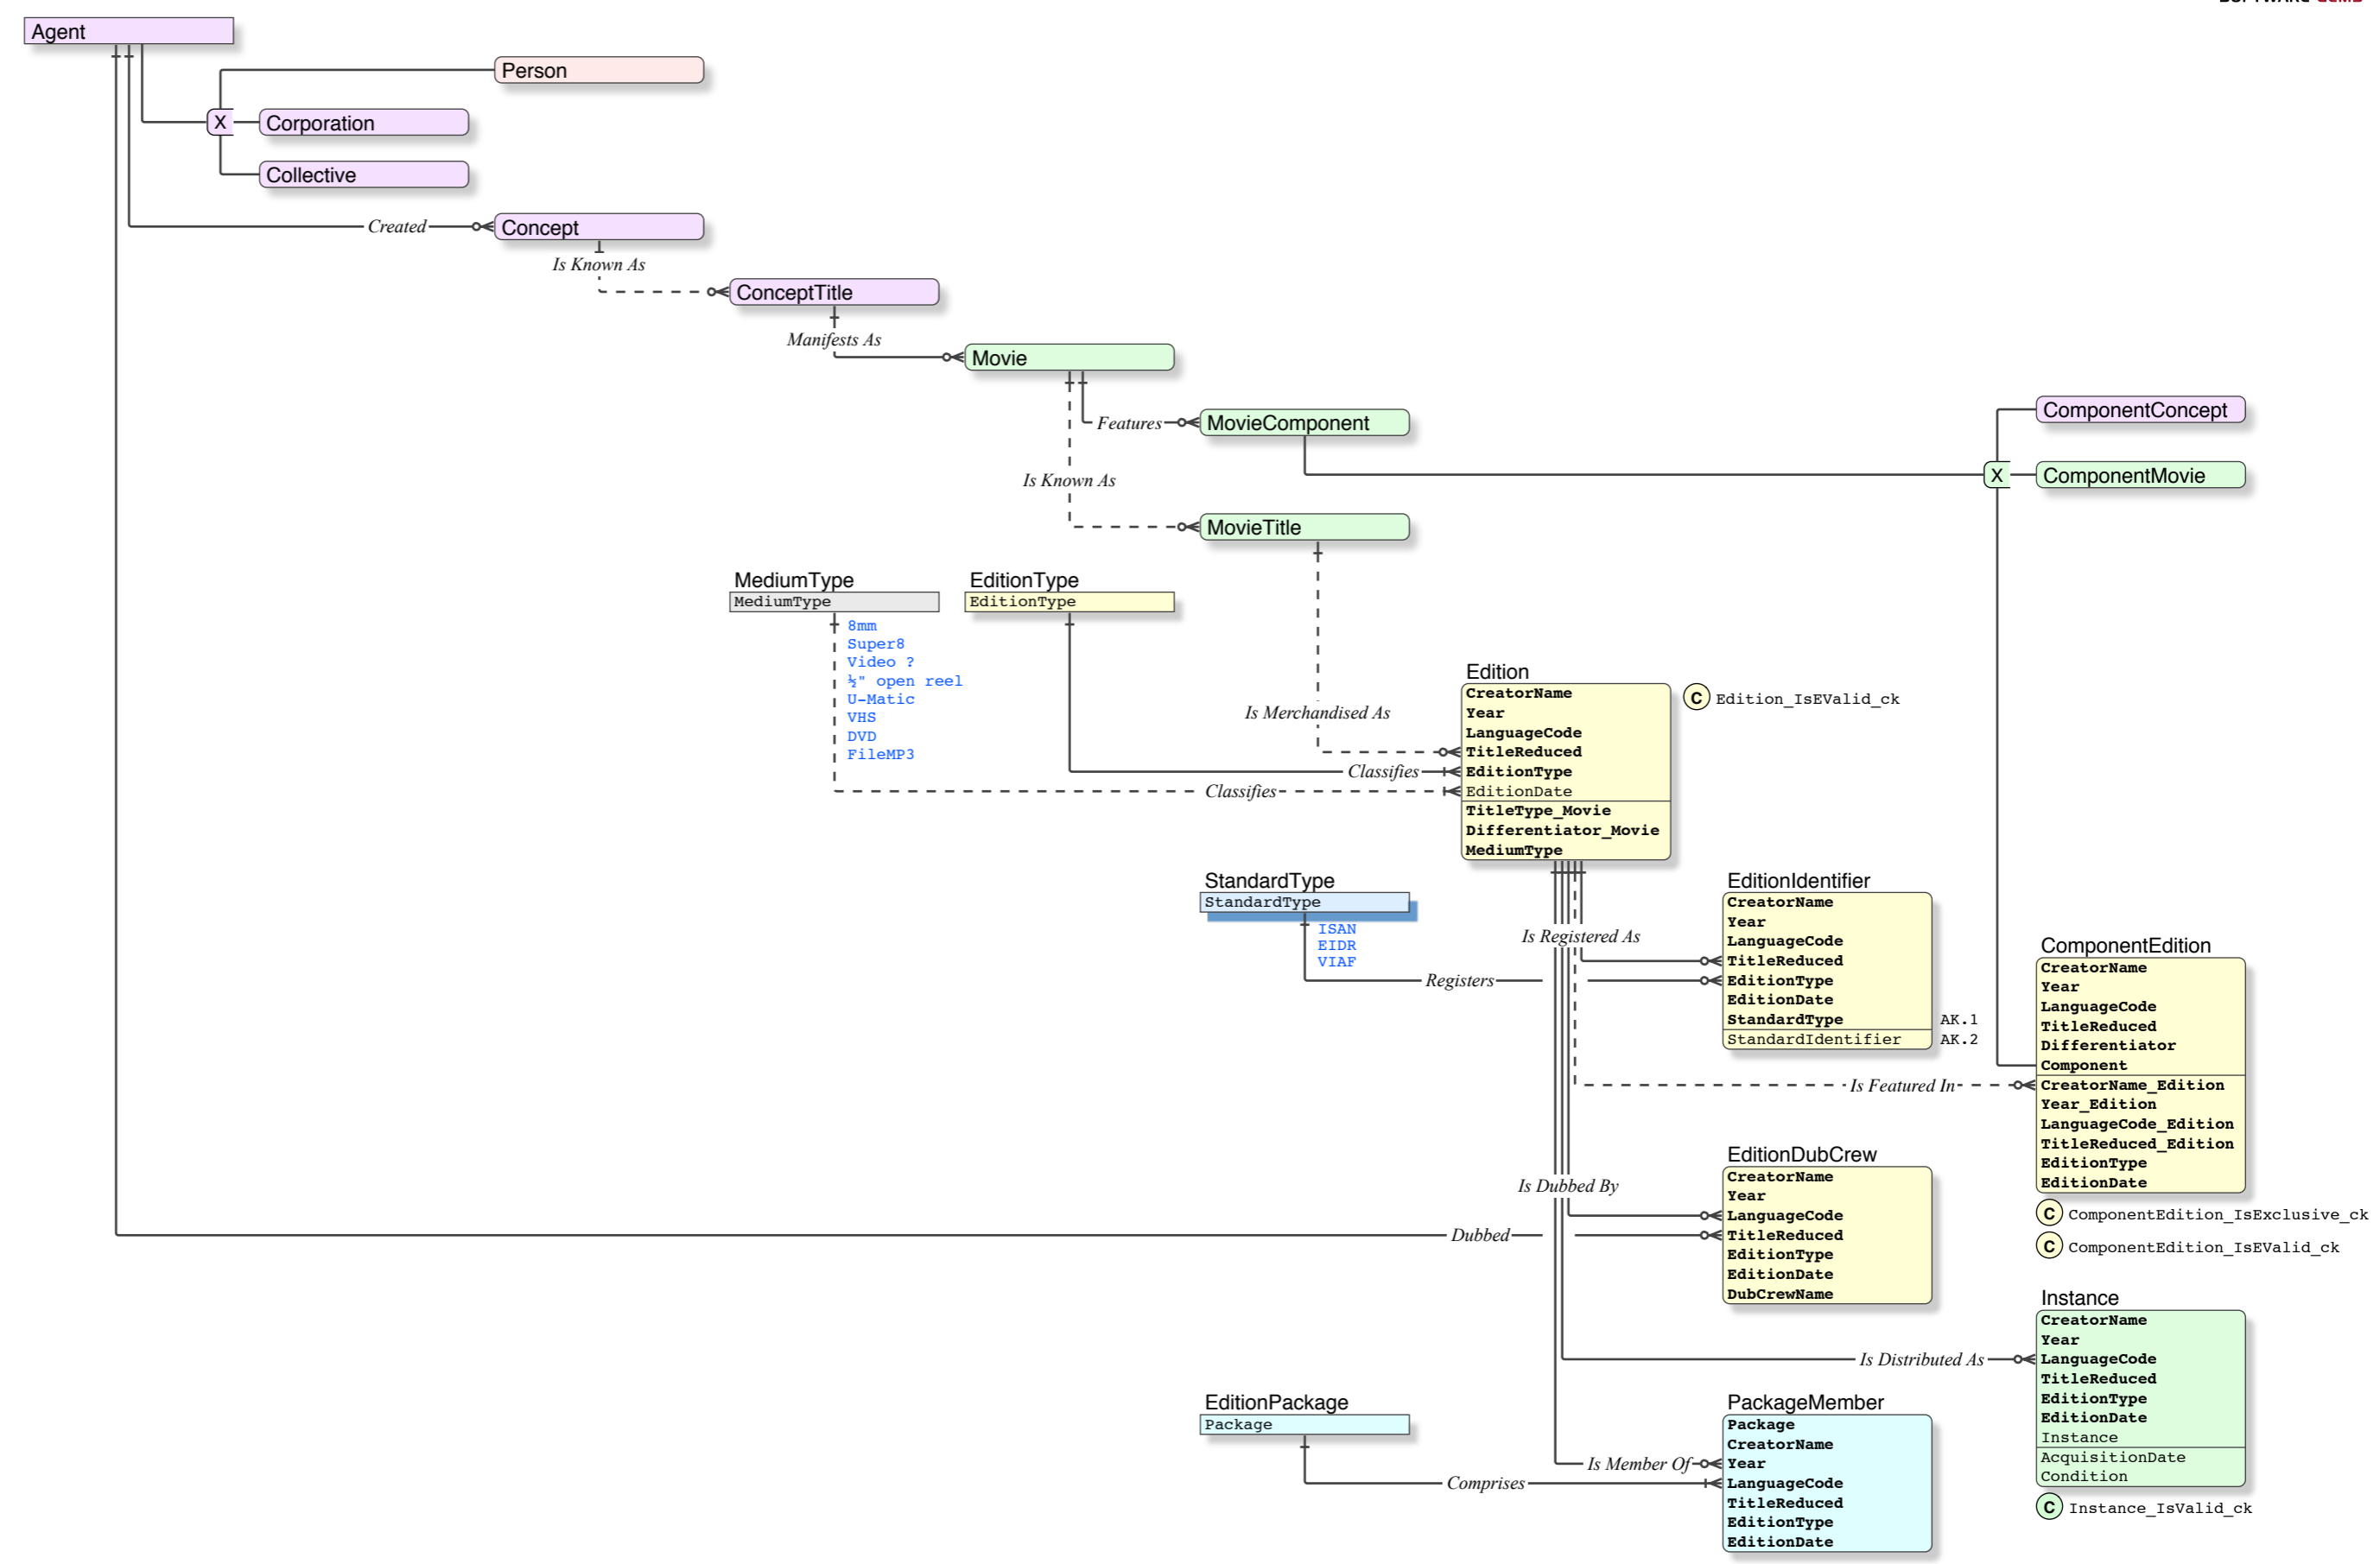 Agent
Person
X
Corporation
Collective
Created
Concept
Is Known As
ConceptTitle
Manifests As
Movie
Features
MovieComponent
ComponentConcept
X
ComponentMovie
Is Known As
MovieTitle
MediumType
MediumType
8mm
Super8
Video ?
½" open reel
U-Matic
VHS
DVD
FileMP3
EditionType
EditionType
Is Merchandised As
Classifies
Classifies
Edition
CreatorName
Year
LanguageCode
TitleReduced
EditionType
EditionDate
TitleType_Movie
Differentiator_Movie
MediumType
C Edition_IsEValid_ck
StandardType
StandardType
ISAN
EIDR
VIAF
Registers
Is Registered As
EditionIdentifier
CreatorName
Year
LanguageCode
TitleReduced
EditionType
EditionDate
StandardType AK.1
StandardIdentifier AK.2
Is Featured In
ComponentEdition
CreatorName
Year
LanguageCode
TitleReduced
Differentiator
Component
CreatorName_Edition
Year_Edition
LanguageCode_Edition
TitleReduced_Edition
EditionType
EditionDate
C ComponentEdition_IsExclusive_ck
C ComponentEdition_IsEValid_ck
Is Dubbed By
Dubbed
EditionDubCrew
CreatorName
Year
LanguageCode
TitleReduced
EditionType
EditionDate
DubCrewName
Is Distributed As
Instance
CreatorName
Year
LanguageCode
TitleReduced
EditionType
EditionDate
Instance
AcquisitionDate
Condition
C Instance_IsValid_ck
EditionPackage
Package
Is Member Of
Comprises
PackageMember
Package
CreatorName
Year
LanguageCode
TitleReduced
EditionType
EditionDate